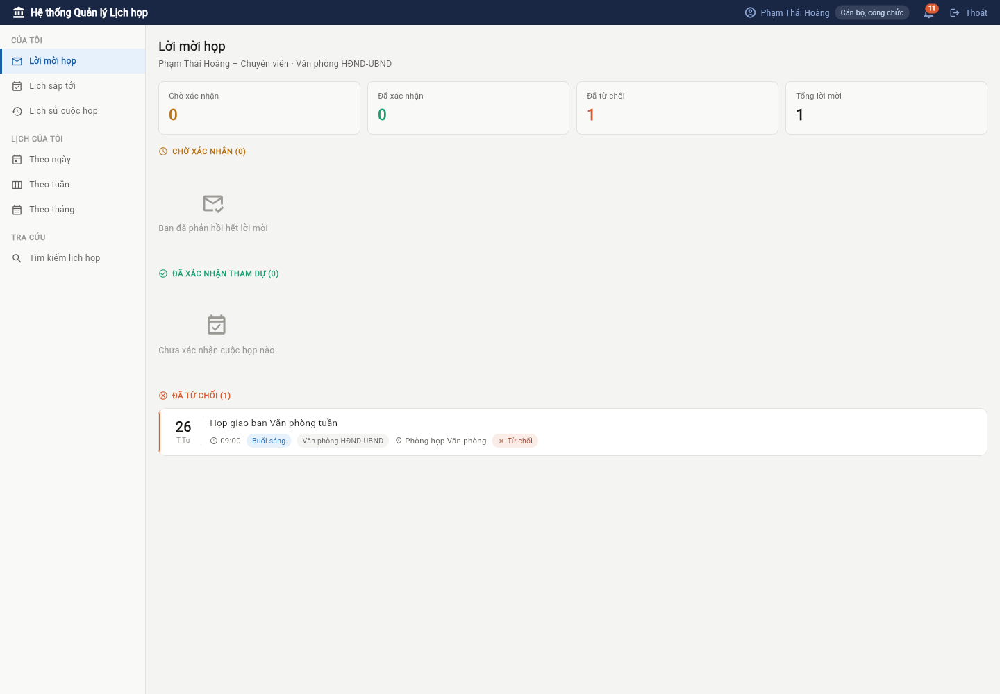 Hệ thống Quản lý Lịch họp
Phạm Thái Hoàng Cán bộ, công chức 11 Thoát
CỦA TÔI
Lời mời họp
Lịch sắp tới
Lịch sử cuộc họp
LỊCH CỦA TÔI
Theo ngày
Theo tuần
Theo tháng
TRA CỨU
Tìm kiếm lịch họp
Lời mời họp
Phạm Thái Hoàng – Chuyên viên · Văn phòng HĐND-UBND
Chờ xác nhận
0
Đã xác nhận
0
Đã từ chối
1
Tổng lời mời
1
CHỜ XÁC NHẬN (0)
Bạn đã phản hồi hết lời mời
ĐÃ XÁC NHẬN THAM DỰ (0)
Chưa xác nhận cuộc họp nào
ĐÃ TỪ CHỐI (1)
26
T.Tư
Họp giao ban Văn phòng tuần
09:00 Buổi sáng Văn phòng HĐND-UBND Phòng họp Văn phòng Từ chối